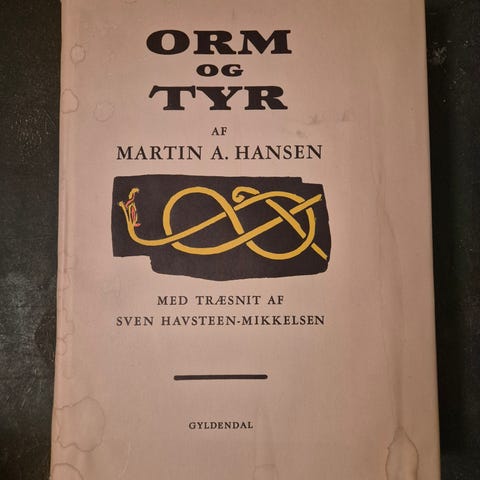 ORM
OG
TYR
AF
MARTIN A. HANSEN
MED TRÆSNIT AF
SVEN HAVSTEEN-MIKKELSEN
GYLDENDAL